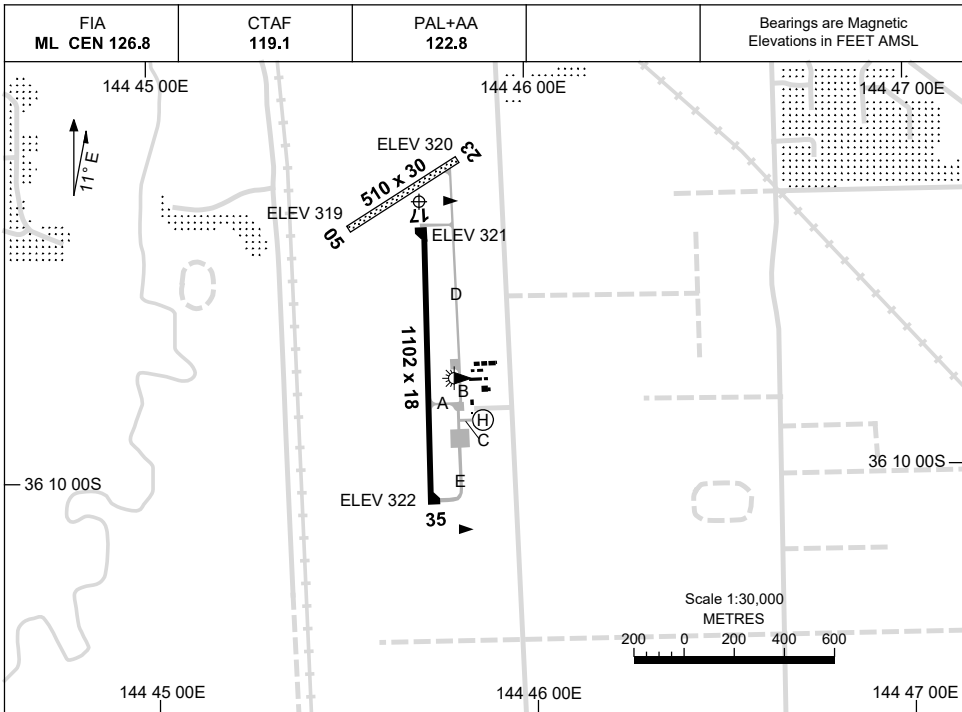 FIA
ML CEN 126.8
CTAF
119.1
PAL+AA
122.8
Bearings are Magnetic
Elevations in FEET AMSL
144 45 00E
144 46 00E
144 47 00E
11° E
ELEV 320
23
510 x 30
ELEV 319
05
17
ELEV 321
D
1102 x 18
B
A
H
C
36 10 00S
36 10 00S
E
ELEV 322
35
Scale 1:30,000
METRES
200 0 200 400 600
144 45 00E
144 46 00E
144 47 00E